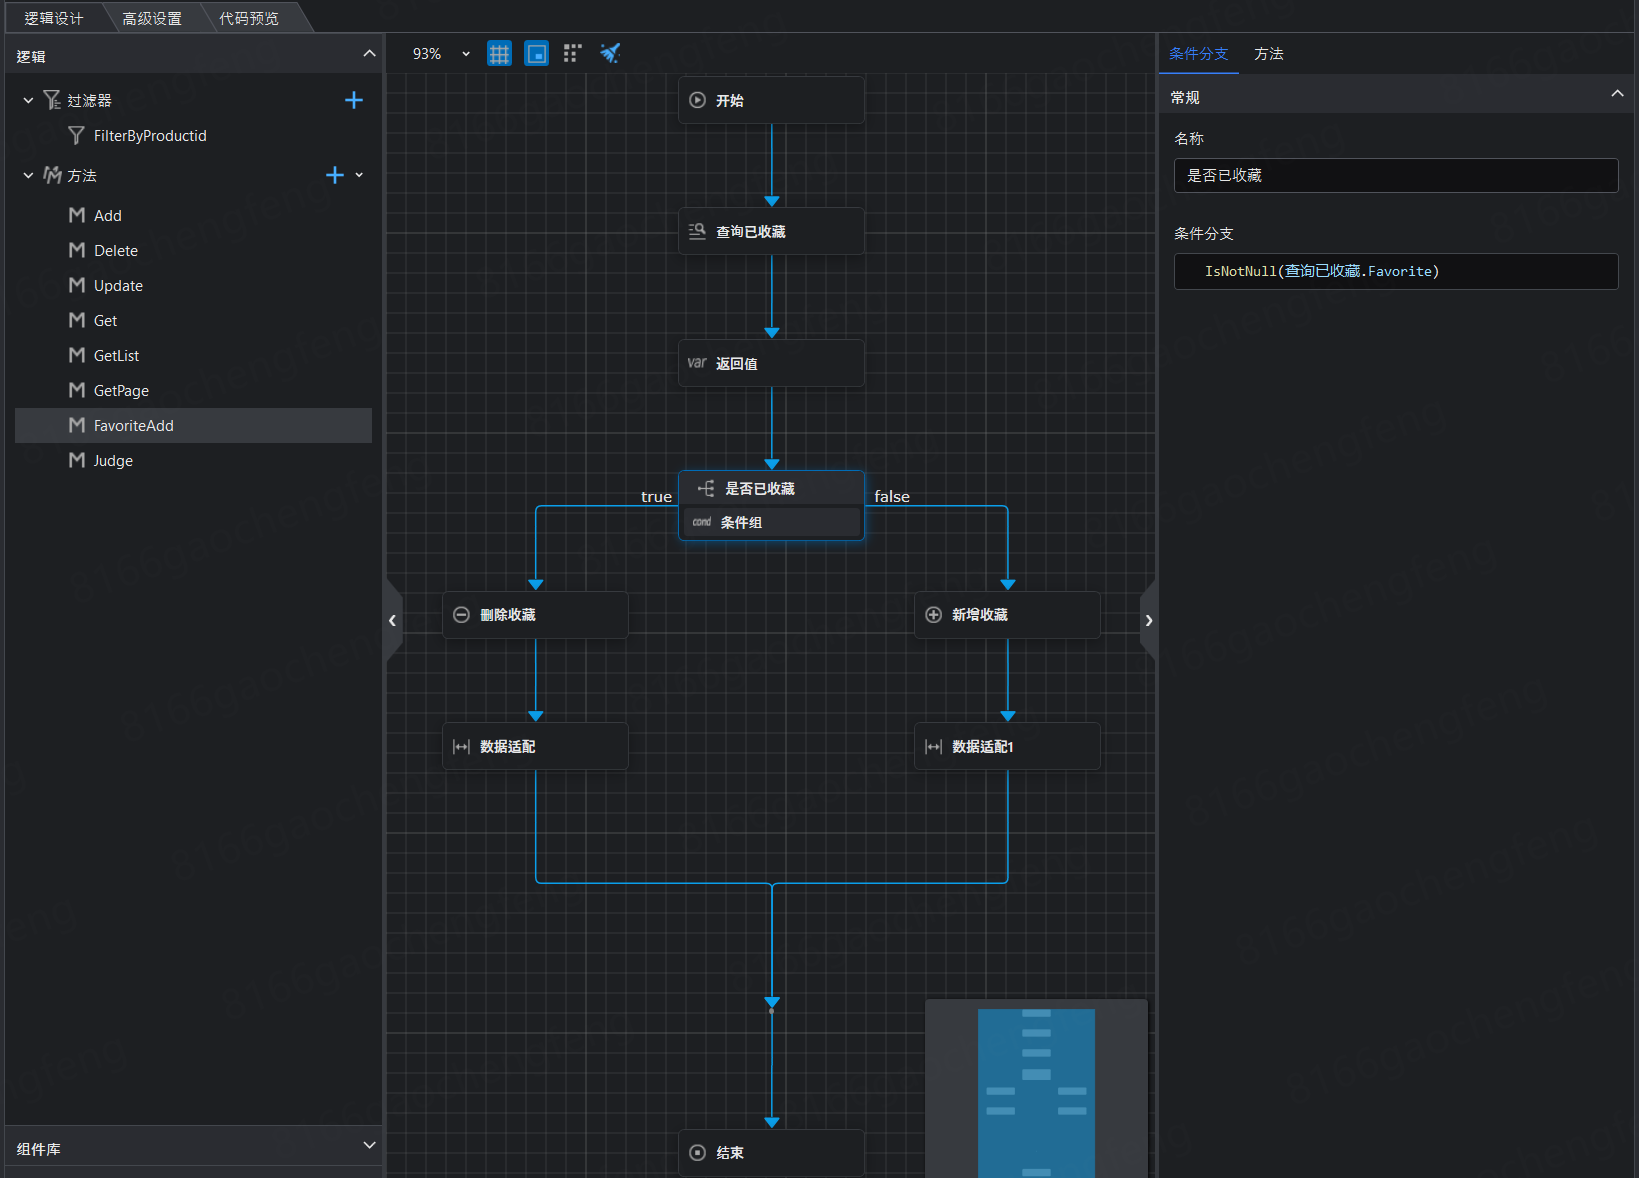 逻辑设计
高级设置
代码预览
逻辑
过滤器
FilterByProductid
方法
Add
Delete
Update
Get
GetList
GetPage
FavoriteAdd
Judge
组件库
93%
开始
查询已收藏
var 返回值
true
是否已收藏
false
cond 条件组
删除收藏
新增收藏
数据适配
数据适配1
结束
条件分支
方法
常规
名称
是否已收藏
条件分支
IsNotNull(查询已收藏.Favorite)
8166gaochengfeng